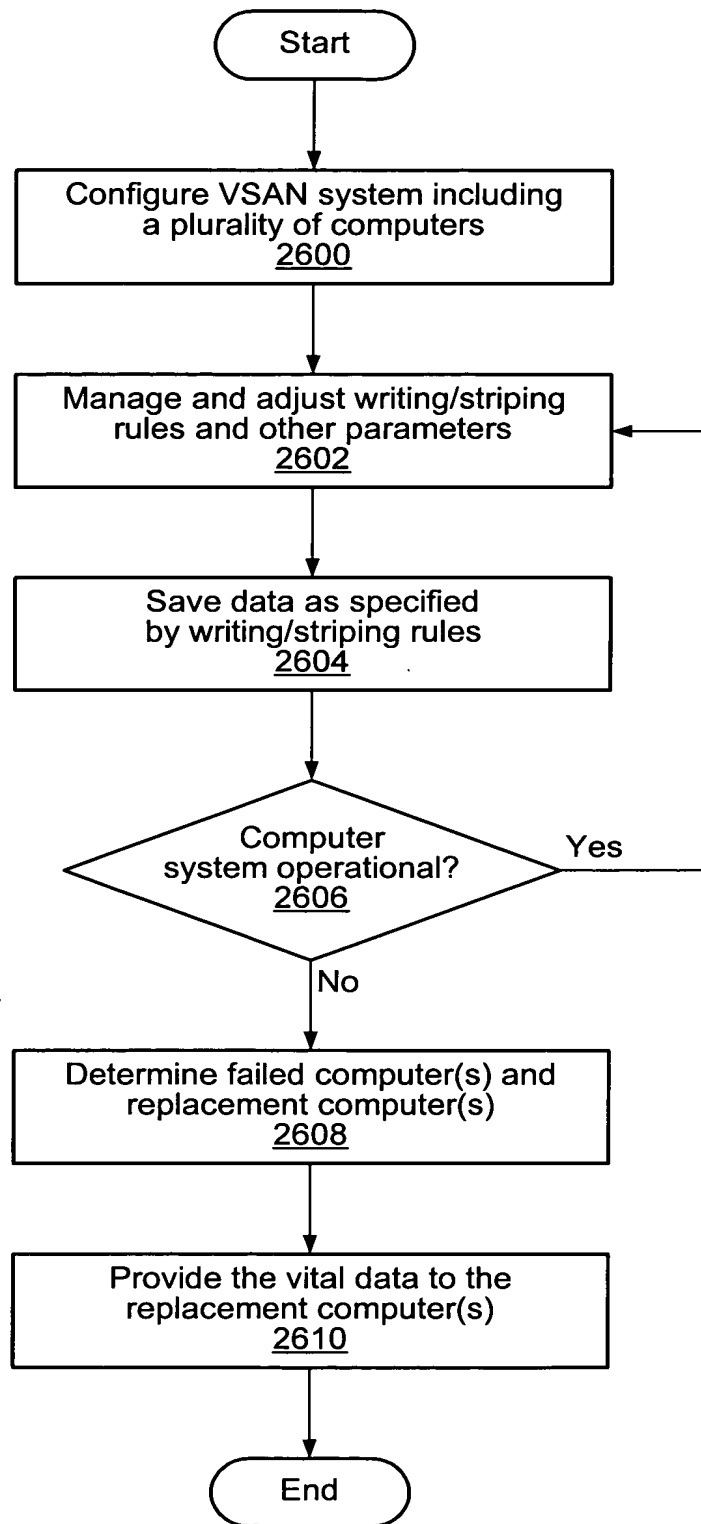 Start
Configure VSAN system including
a plurality of computers
2600
Manage and adjust writing/striping
rules and other parameters
2602
Save data as specified
by writing/striping rules
2604
Computer
system operational?
2606
Yes
No
Determine failed computer(s) and
replacement computer(s)
2608
Provide the vital data to the
replacement computer(s)
2610
End